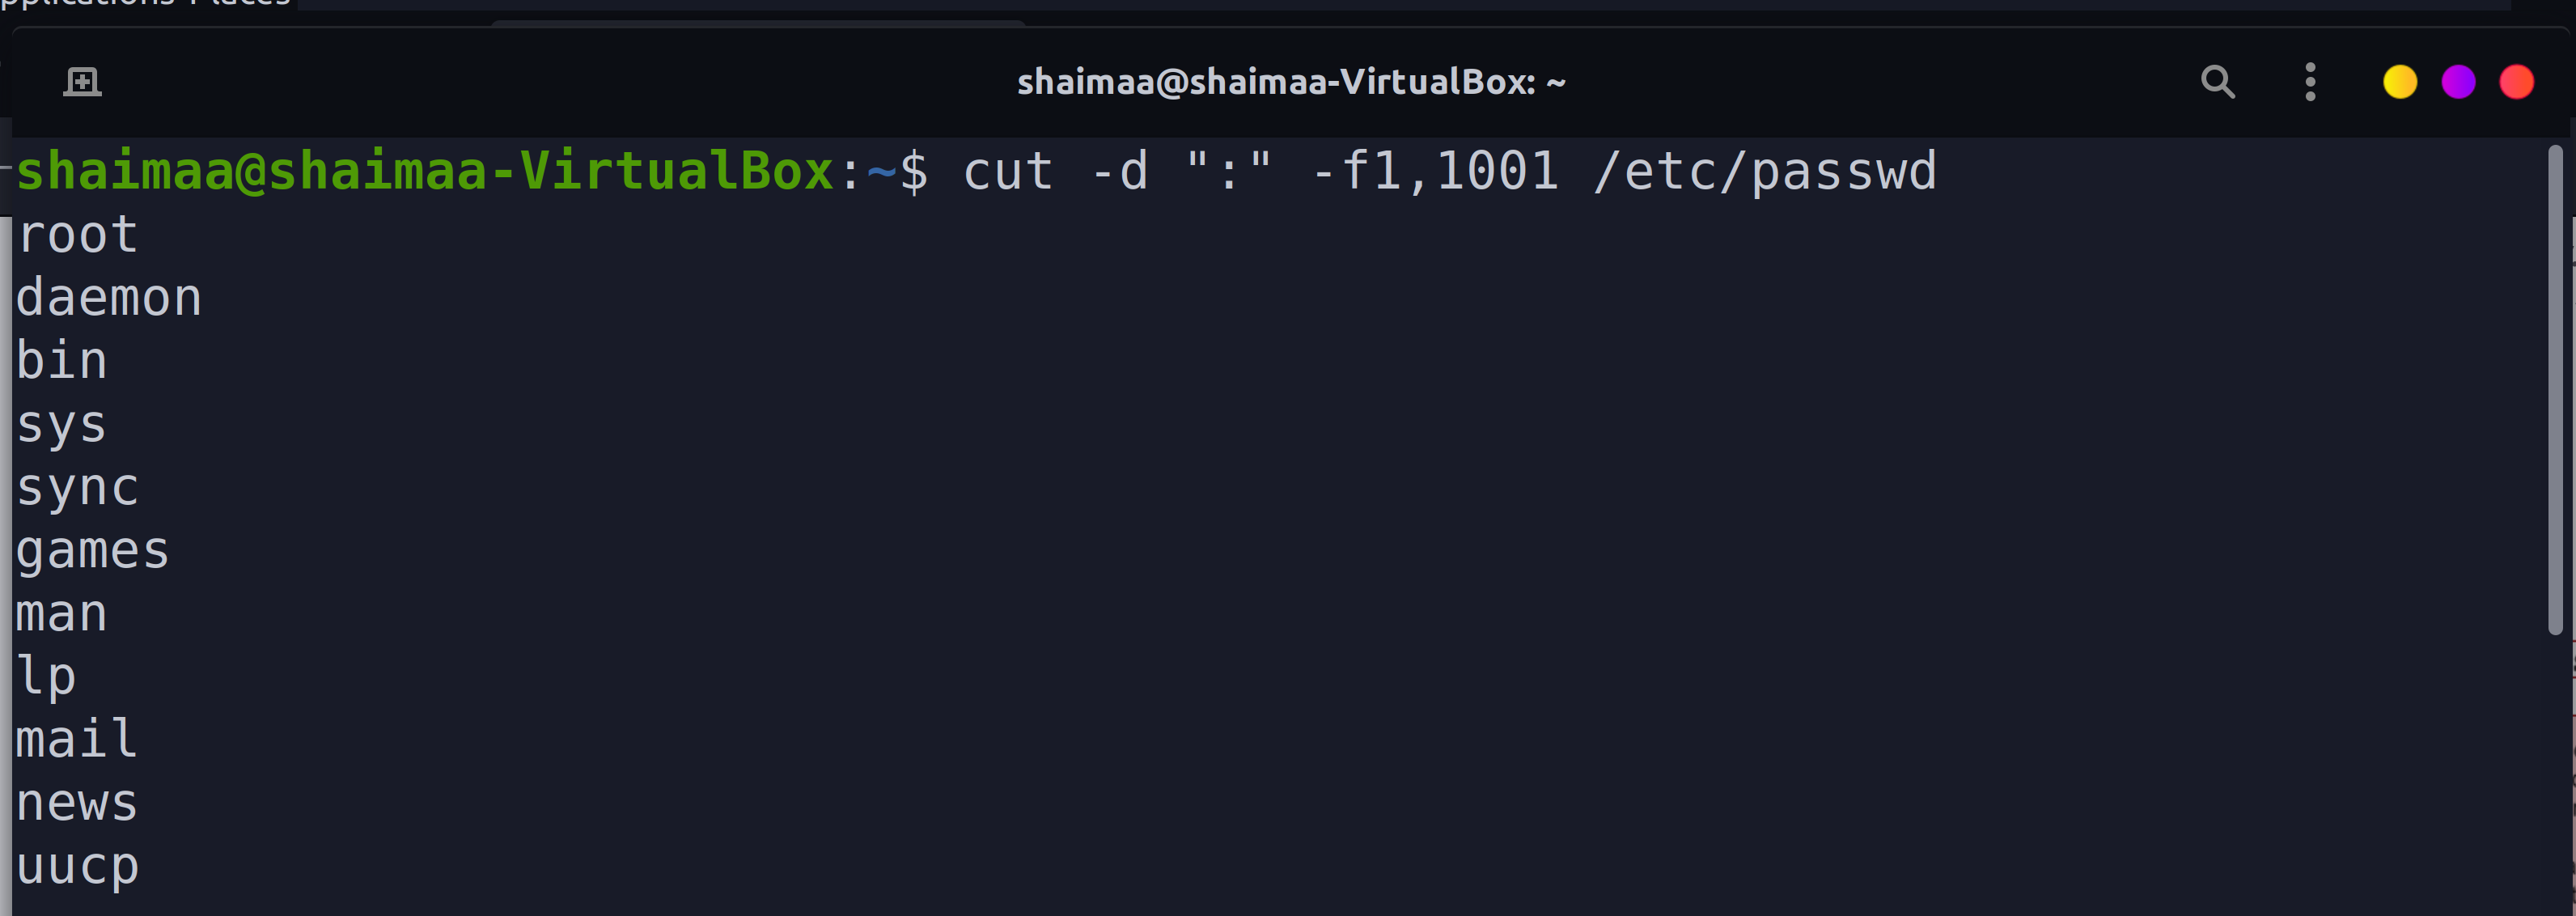 Places
shaimaa@shaimaa-VirtualBox: ~
shaimaa@shaimaa-VirtualBox:~$ cut -d ":" -f1,1001 /etc/passwd
root
daemon
bin
sys
sync
games
man
lp
mail
news
uucp